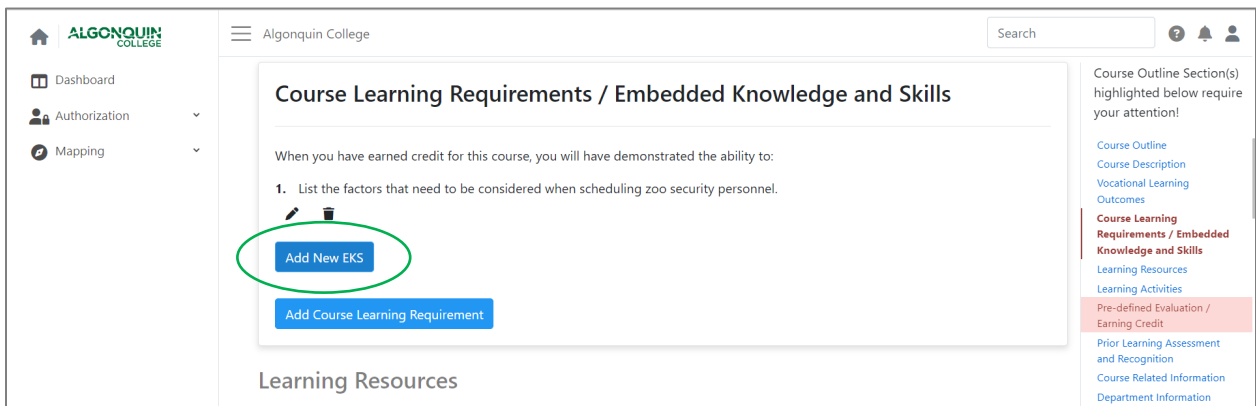 ALGONQUIN
COLLEGE
Algonquin College
Search
Dashboard
Authorization
Mapping
Course Learning Requirements / Embedded Knowledge and Skills
When you have earned credit for this course, you will have demonstrated the ability to:
1. List the factors that need to be considered when scheduling zoo security personnel.
Add New EKS
Add Course Learning Requirement
Learning Resources
Course Outline Section(s)
highlighted below require
your attention!
Course Outline
Course Description
Vocational Learning
Outcomes
Course Learning
Requirements / Embedded
Knowledge and Skills
Learning Resources
Learning Activities
Pre-defined Evaluation /
Earning Credit
Prior Learning Assessment
and Recognition
Course Related Information
Department Information